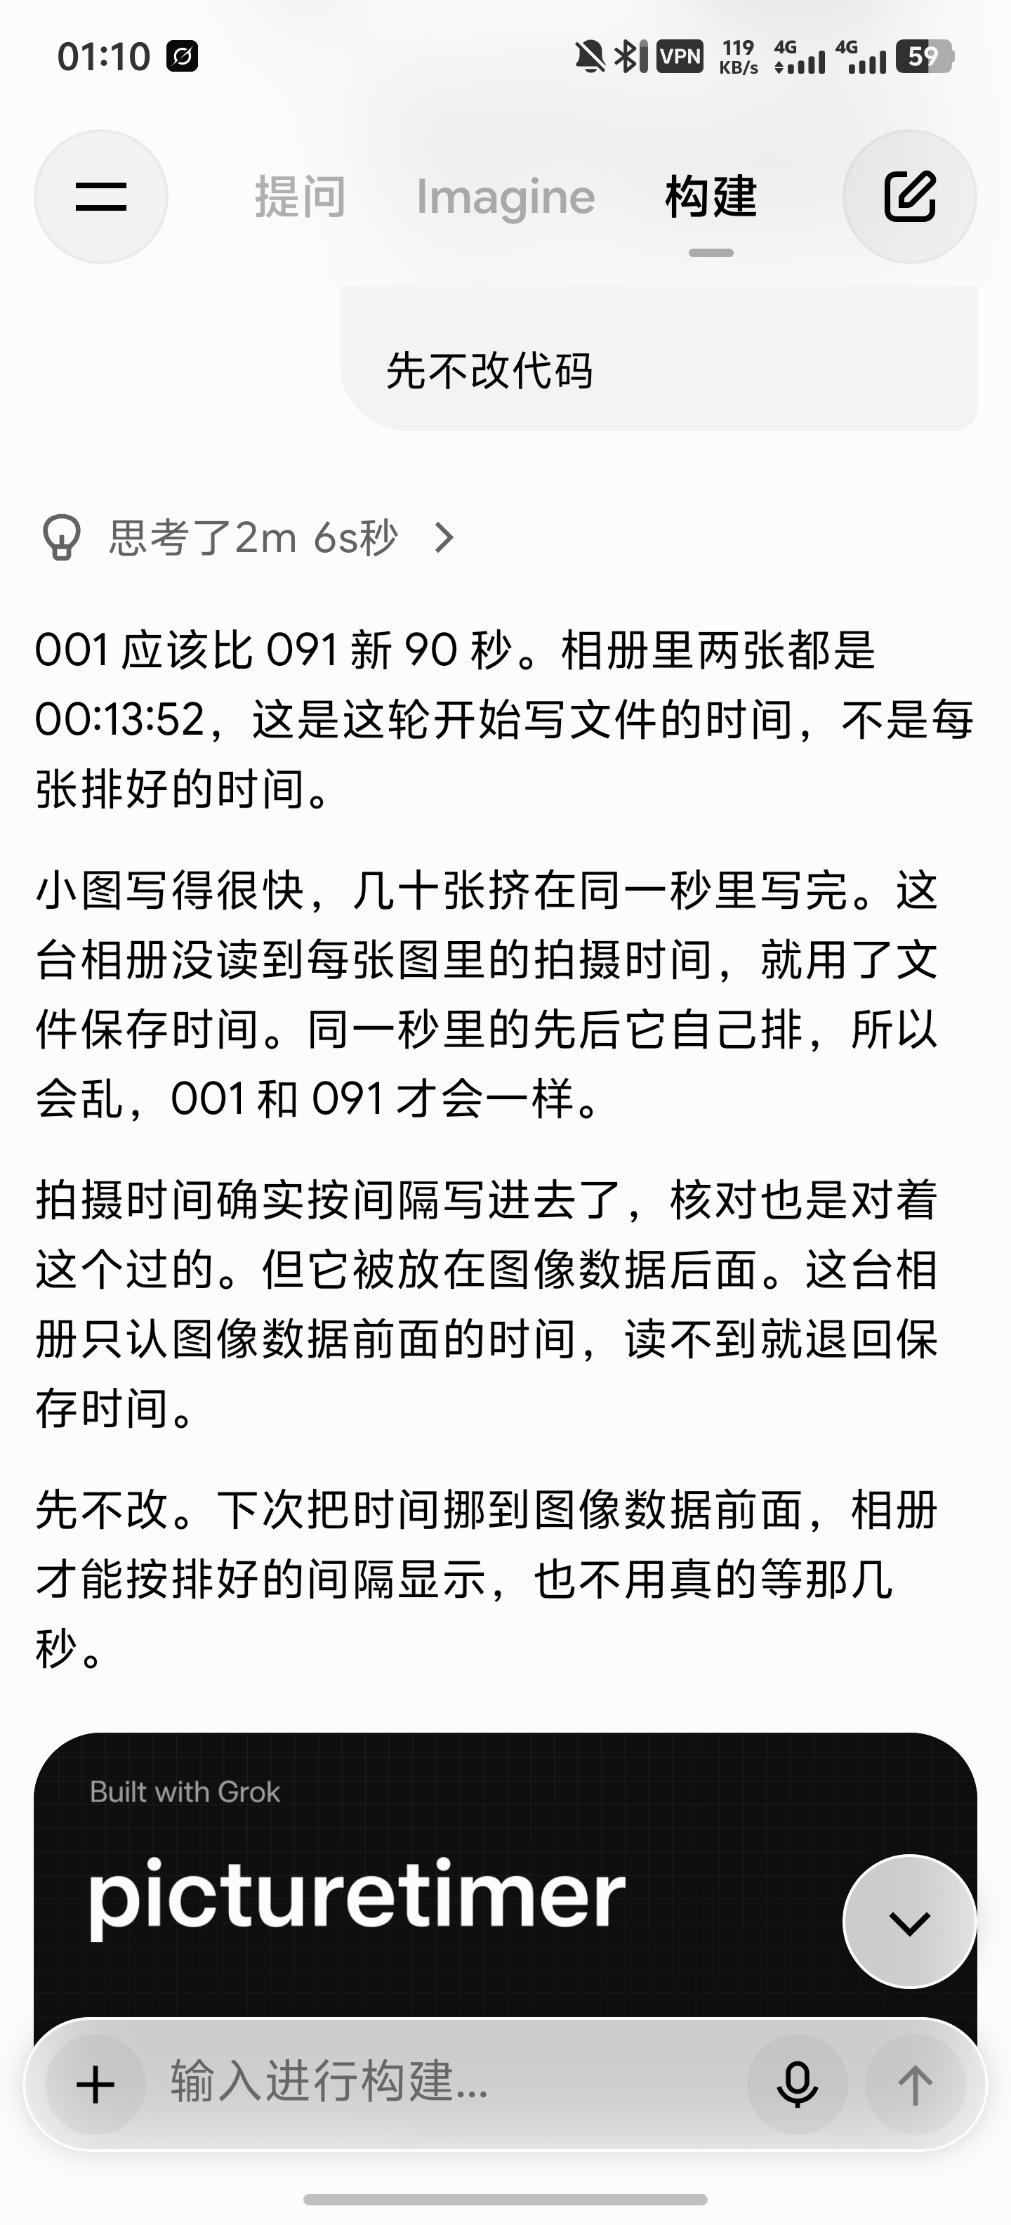 01:10
VPN
119
KB/s
4G
4G
59
提问
Imagine
构建
先不改代码
思考了2m 6s秒
001 应该比 091 新 90 秒。相册里两张都是
00:13:52，这是这轮开始写文件的时间，不是每
张排好的时间。
小图写得很快，几十张挤在同一秒里写完。这
台相册没读到每张图里的拍摄时间，就用了文
件保存时间。同一秒里的先后它自己排，所以
会乱，001 和 091 才会一样。
拍摄时间确实按间隔写进去了，核对也是对着
这个过的。但它被放在图像数据后面。这台相
册只认图像数据前面的时间，读不到就退回保
存时间。
先不改。下次把时间挪到图像数据前面，相册
才能按排好的间隔显示，也不用真的等那几
秒。
Built with Grok
picturetimer
输入进行构建...